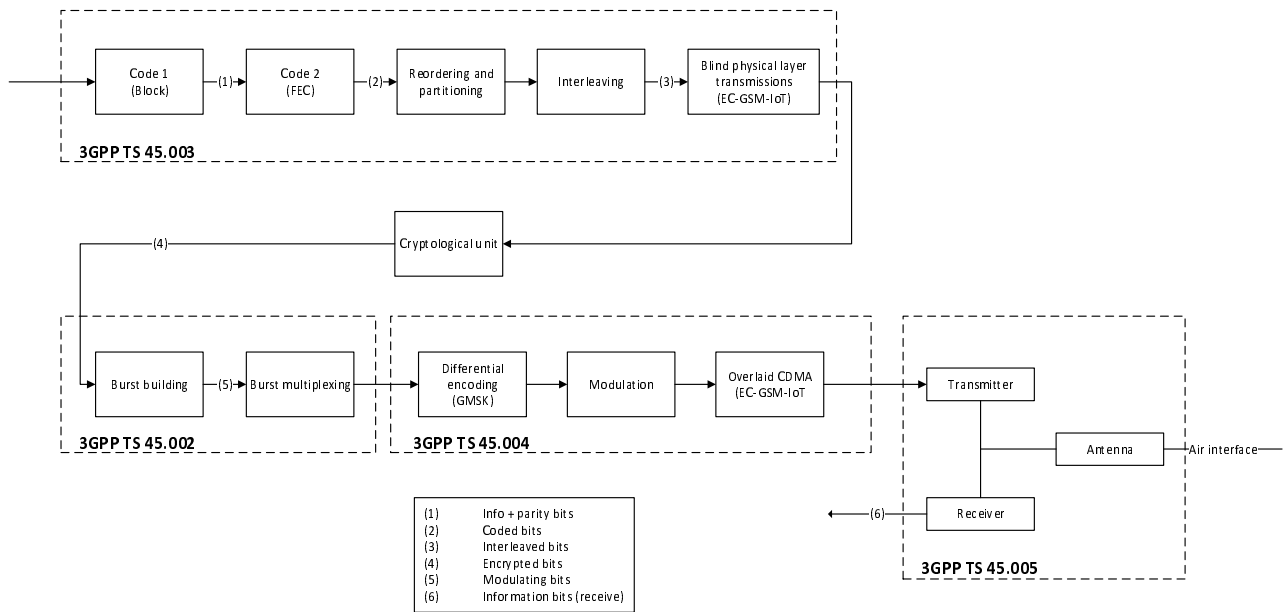 Code 1
(Block)
(1)
Code 2
(FEC)
(2)
Reordering and
partitioning
Interleaving
(3)
Blind physical layer
transmissions
(EC-GSM-IoT)
3GPP TS 45.003
(4)
Cryptological unit
Burst building
(5)
Burst multiplexing
3GPP TS 45.002
Differential
encoding
(GMSK)
Modulation
Overlaid CDMA
(EC-GSM-IoT
3GPP TS 45.004
Transmitter
Antenna
Air interface
(6)
Receiver
3GPP TS 45.005
(1) Info + parity bits
(2) Coded bits
(3) Interleaved bits
(4) Encrypted bits
(5) Modulating bits
(6) Information bits (receive)